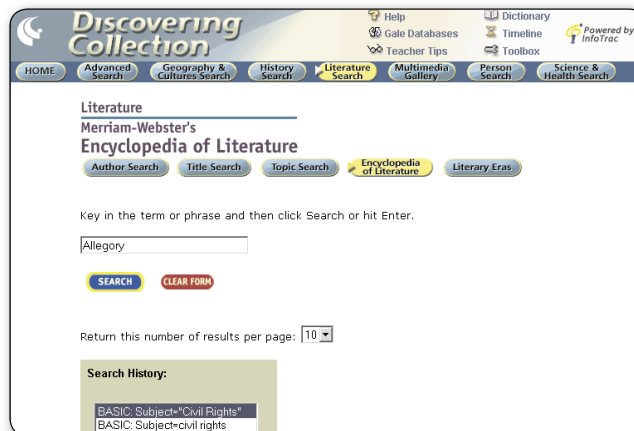 Discovering Collection
Help
Gale Databases
Teacher Tips
Dictionary
Timeline
Toolbox
Powered by InfoTrac
HOME
Advanced Search
Geography & Cultures Search
History Search
Literature Search
Multimedia Gallery
Person Search
Science & Health Search
Literature
Merriam-Webster's
Encyclopedia of Literature
Author Search
Title Search
Topic Search
Encyclopedia of Literature
Literary Eras
Key in the term or phrase and then click Search or hit Enter.
Allegory
SEARCH
CLEAR FORM
Return this number of results per page: 10
Search History:
BASIC: Subject="Civil Rights"
BASIC: Subject=civil rights